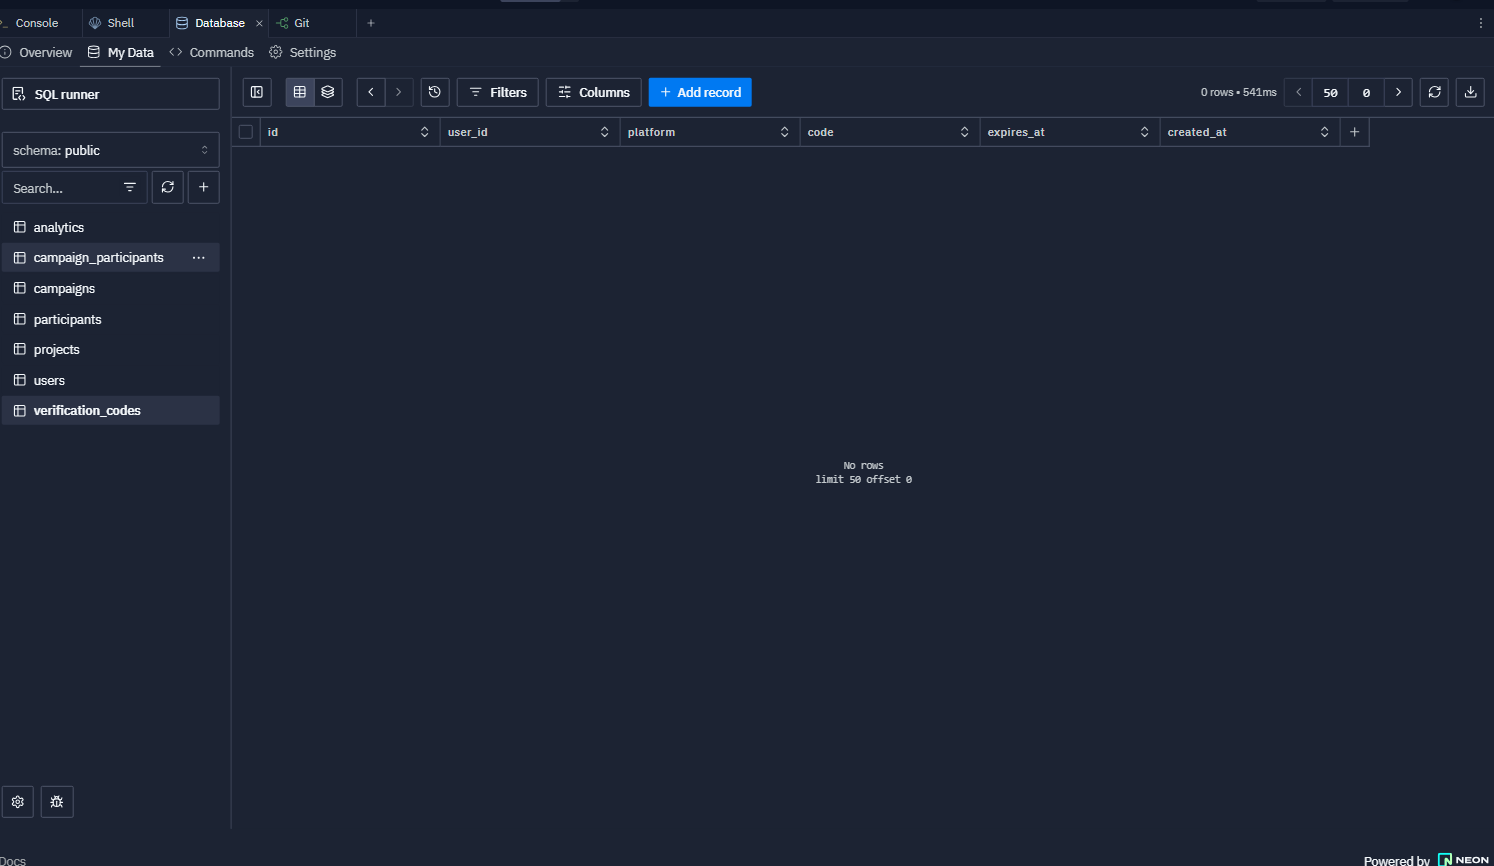 Console
Shell
Database
Git
Overview
My Data
Commands
Settings
SQL runner
Filters
Columns
Add record
0 rows • 541ms
50
0
schema: public
id
user_id
platform
code
expires_at
created_at
Search...
analytics
campaign_participants
campaigns
participants
projects
users
verification_codes
No rows
limit 50 offset 0
Docs
Powered by NEON